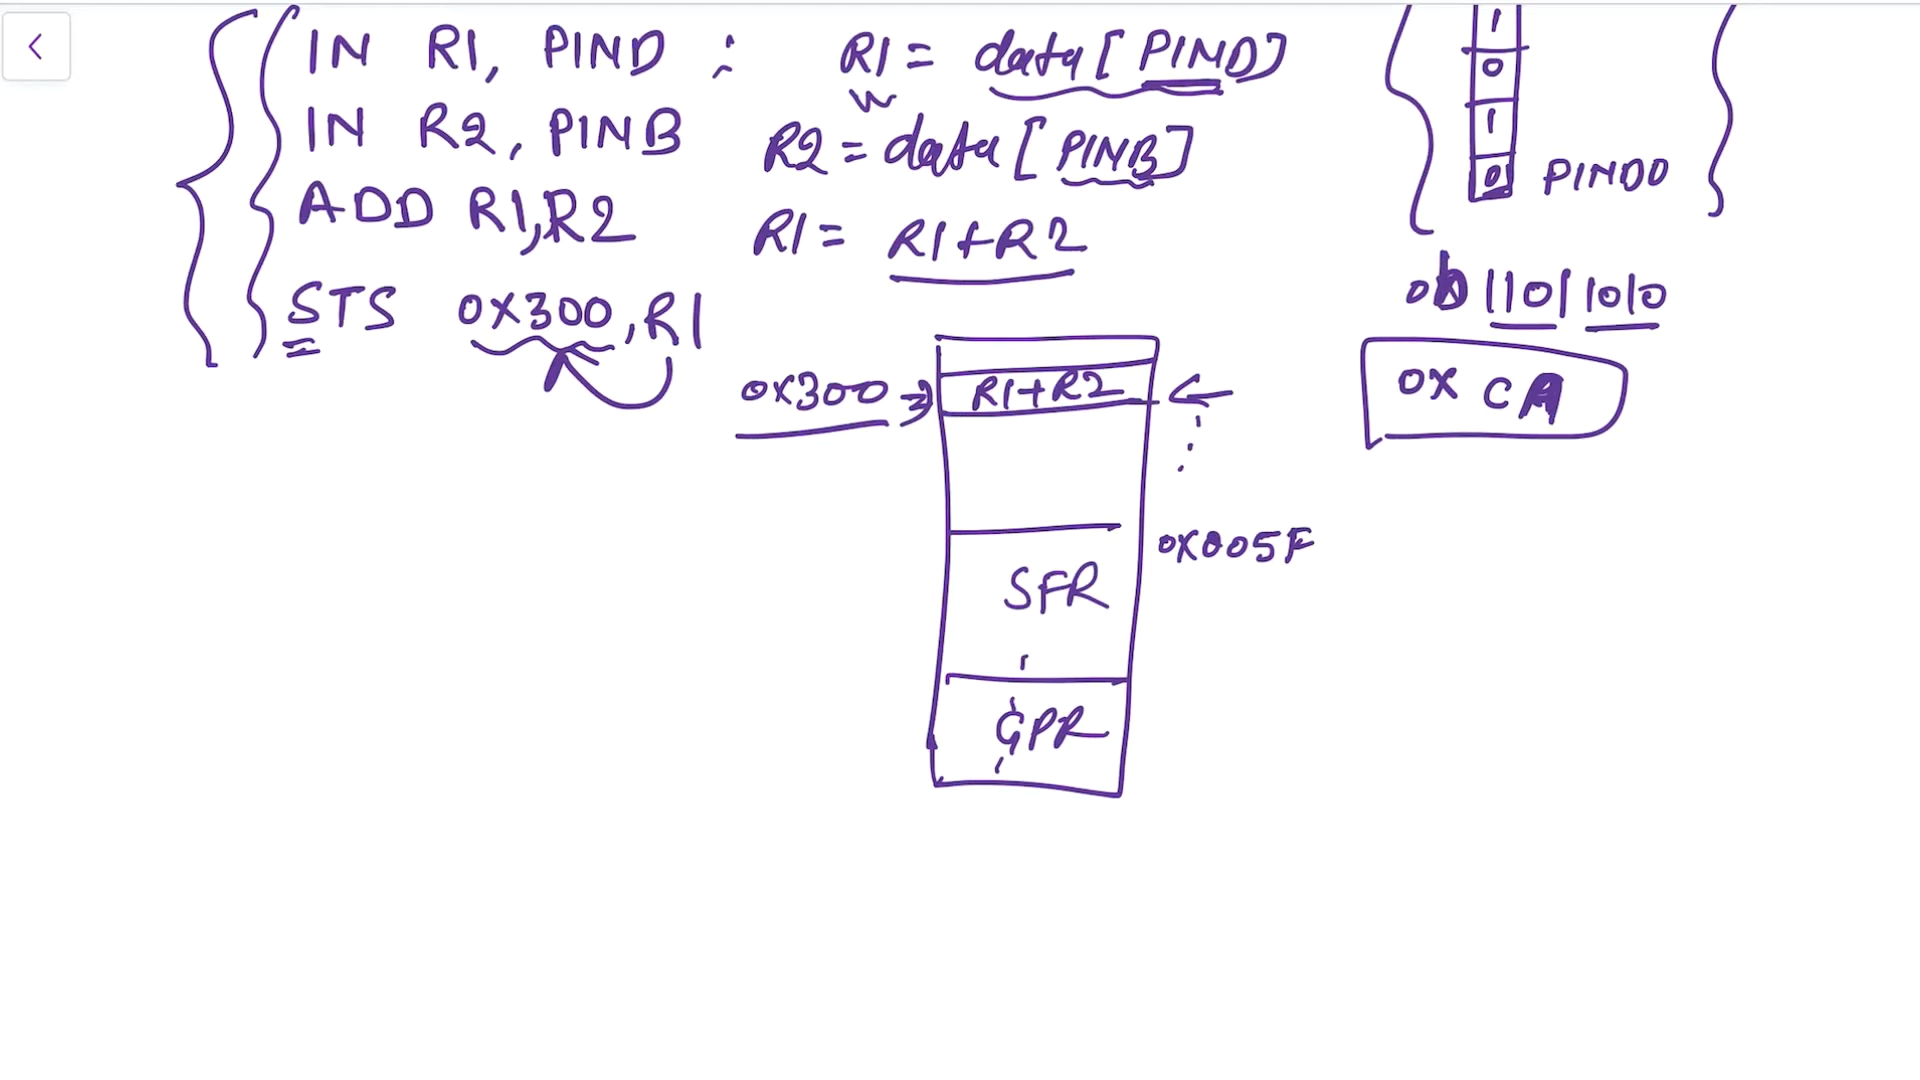 IN R1, PIND : R1 = data[PIND]
IN R2, PINB R2 = data[PINB]
ADD R1,R2 R1 = R1+R2
STS 0X300,R1
1
0
1
0 PIND0
0b 1101 1010
0X CA
0X300 R1+R2
0X005F
SFR
GPR